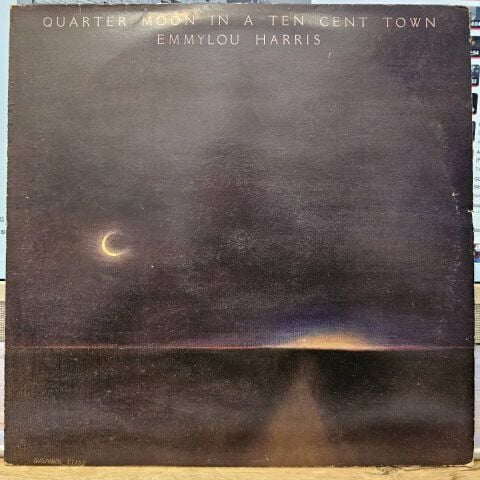 QUARTER MOON IN A TEN CENT TOWN
EMMYLOU HARRIS